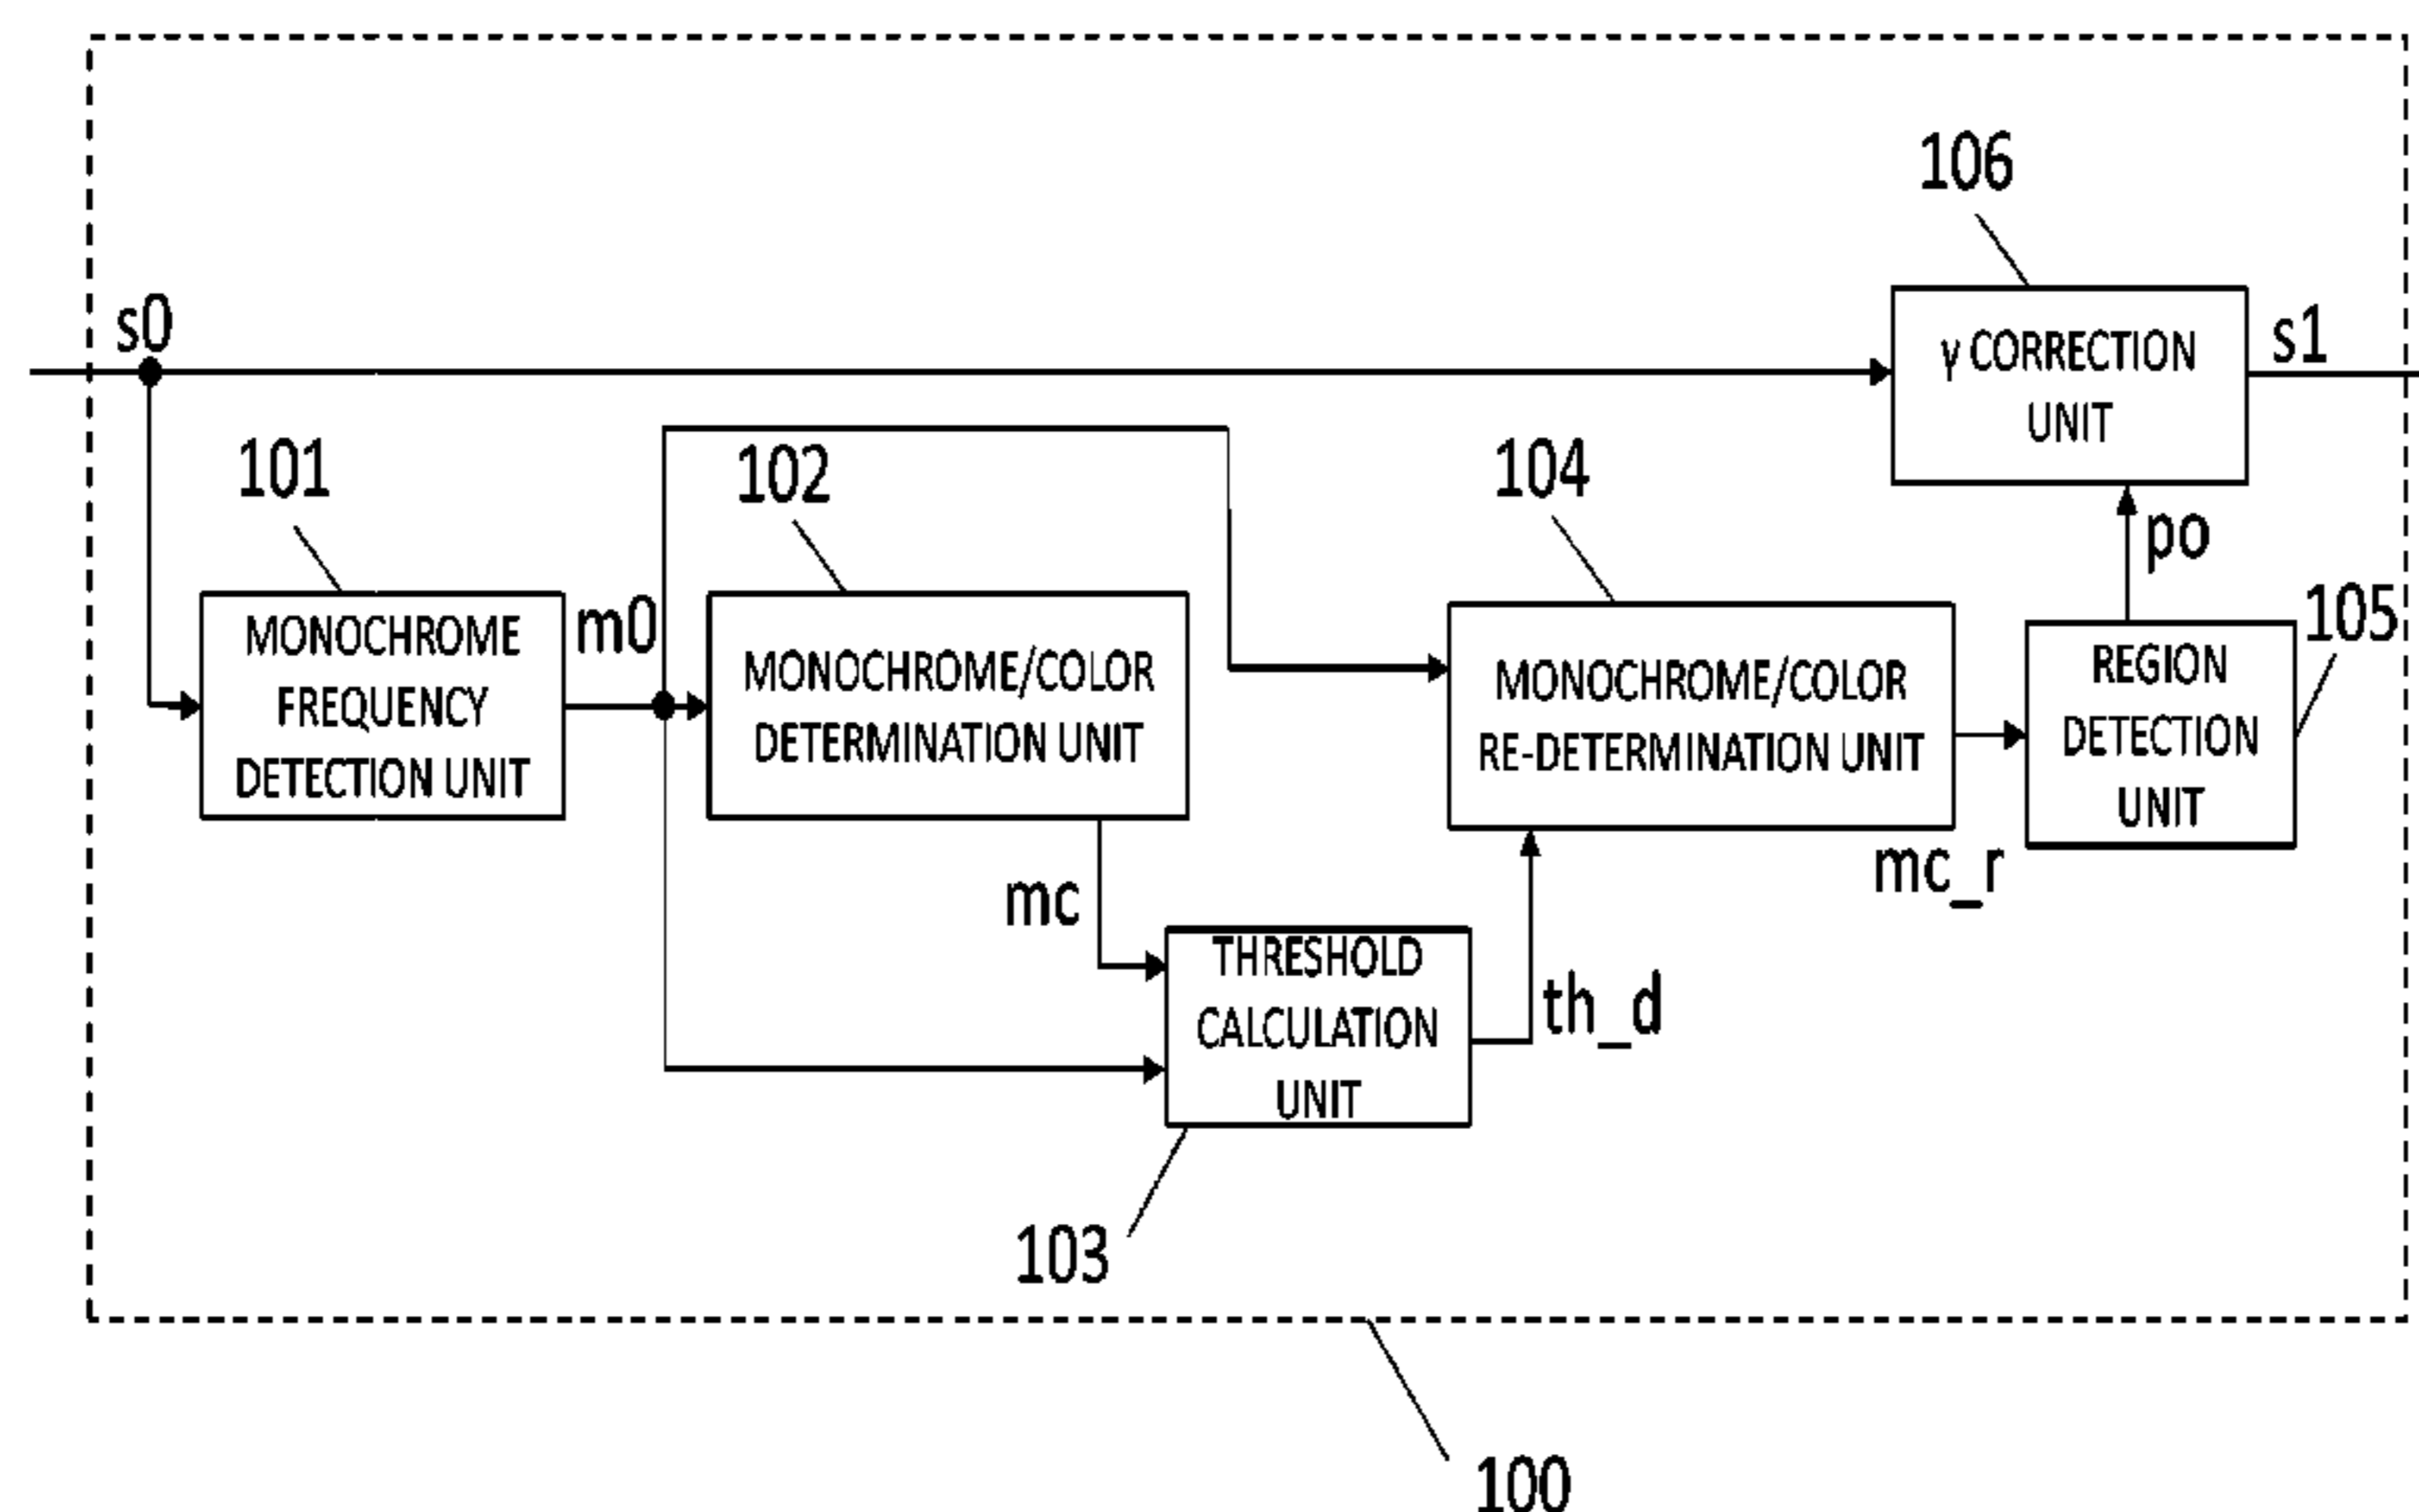 106
s0
γ CORRECTION
UNIT
s1
101
102
104
po
m0
MONOCHROME
FREQUENCY
DETECTION UNIT
MONOCHROME/COLOR
DETERMINATION UNIT
MONOCHROME/COLOR
RE-DETERMINATION UNIT
REGION
DETECTION
UNIT
105
mc
mc_r
THRESHOLD
CALCULATION
UNIT
th_d
103
100